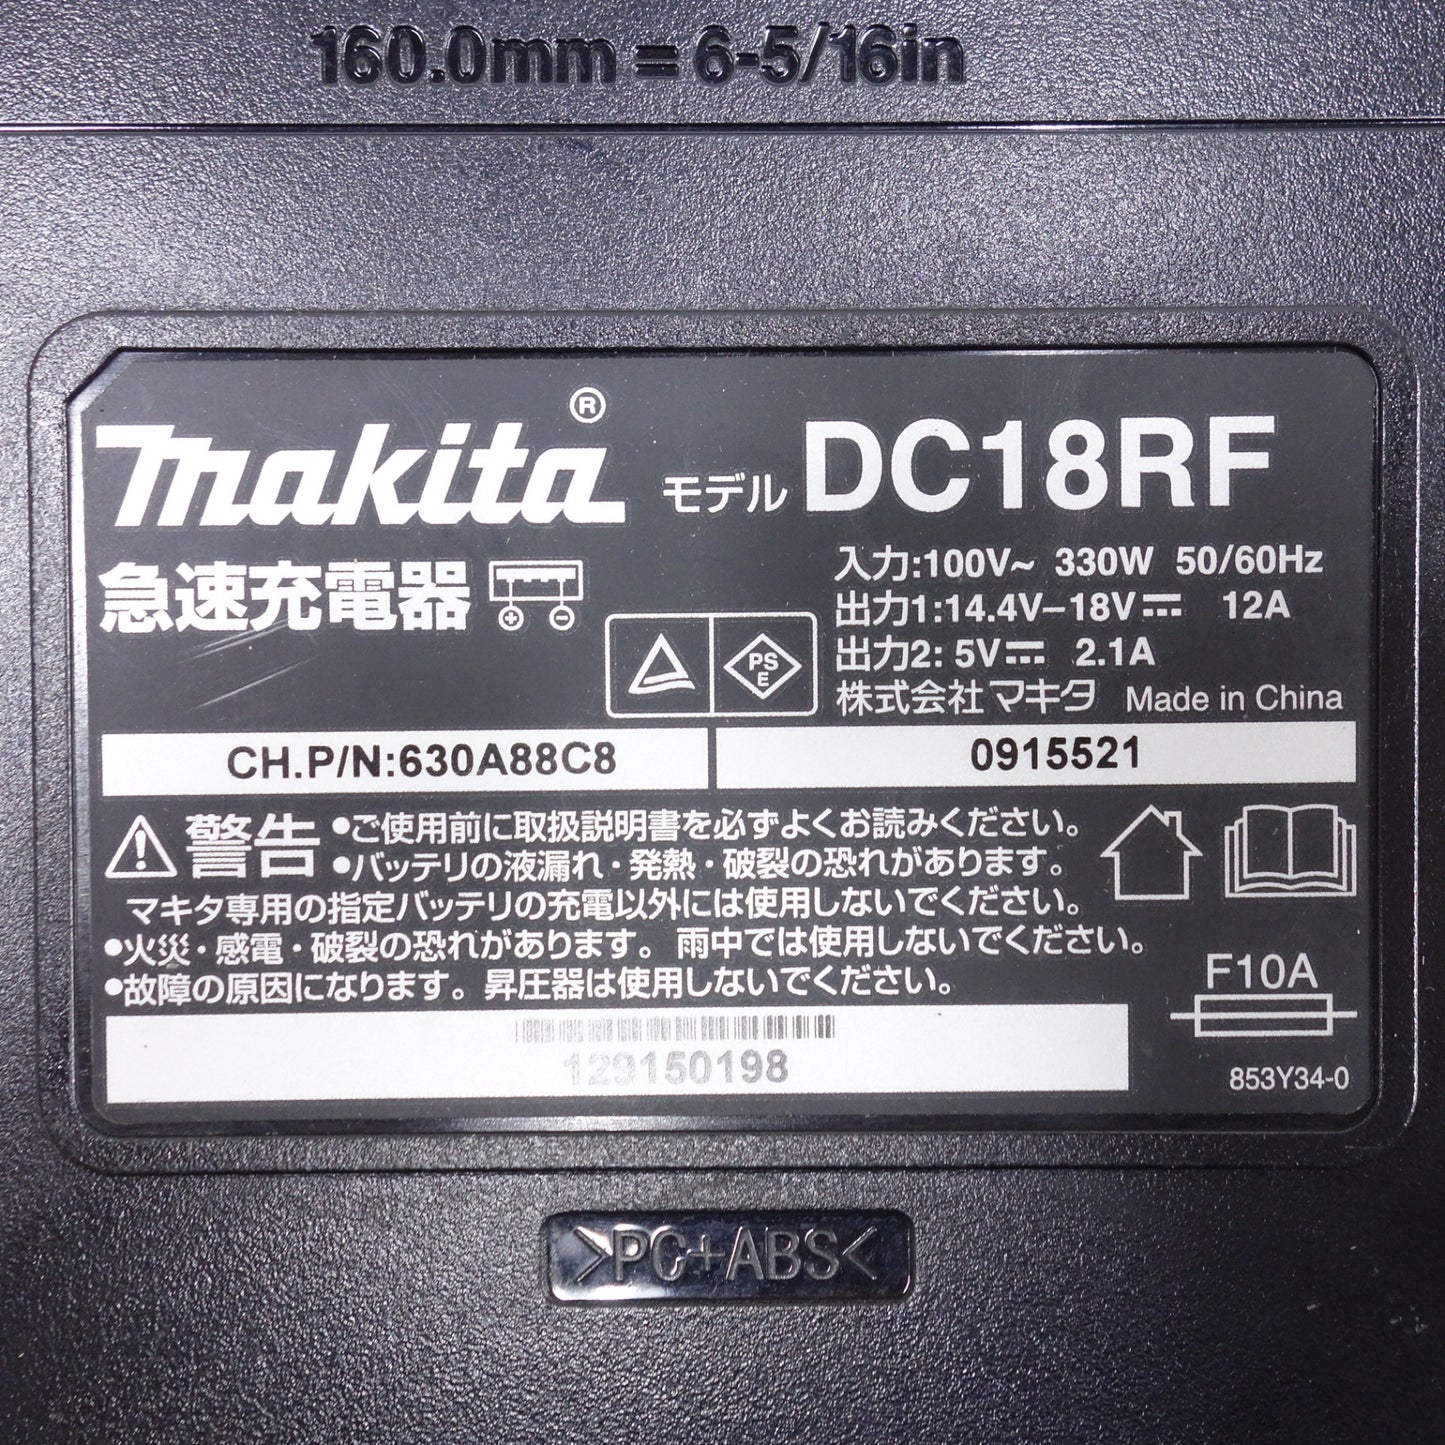 160.0mm = 6-5/16in
makita®
モデル DC18RF
急速充電器
入力:100V~ 330W 50/60Hz
出力1:14.4V–18V⎓ 12A
出力2: 5V⎓ 2.1A
PS
E
株式会社マキタ Made in China
CH.P/N:630A88C8
0915521
警告 •ご使用前に取扱説明書を必ずよくお読みください。
•バッテリの液漏れ・発熱・破裂の恐れがあります。
マキタ専用の指定バッテリの充電以外には使用しないでください。
•火災・感電・破裂の恐れがあります。雨中では使用しないでください。
•故障の原因になります。昇圧器は使用しないでください。
F10A
129150198
853Y34-0
>PC+ABS<